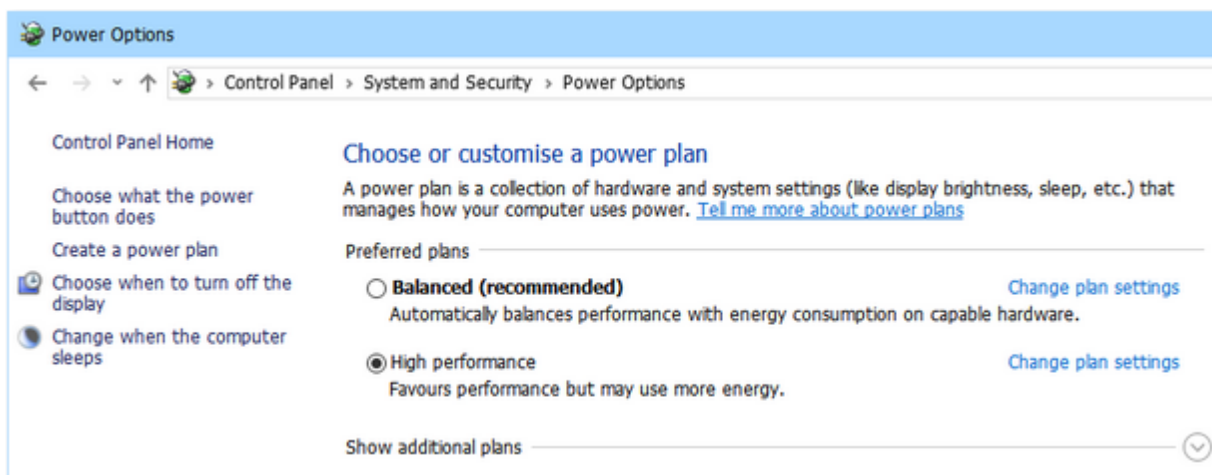 Power Options
Control Panel > System and Security > Power Options
Control Panel Home
Choose what the power
button does
Create a power plan
Choose when to turn off the
display
Change when the computer
sleeps
Choose or customise a power plan
A power plan is a collection of hardware and system settings (like display brightness, sleep, etc.) that
manages how your computer uses power. Tell me more about power plans
Preferred plans
Balanced (recommended) Change plan settings
Automatically balances performance with energy consumption on capable hardware.
High performance Change plan settings
Favours performance but may use more energy.
Show additional plans